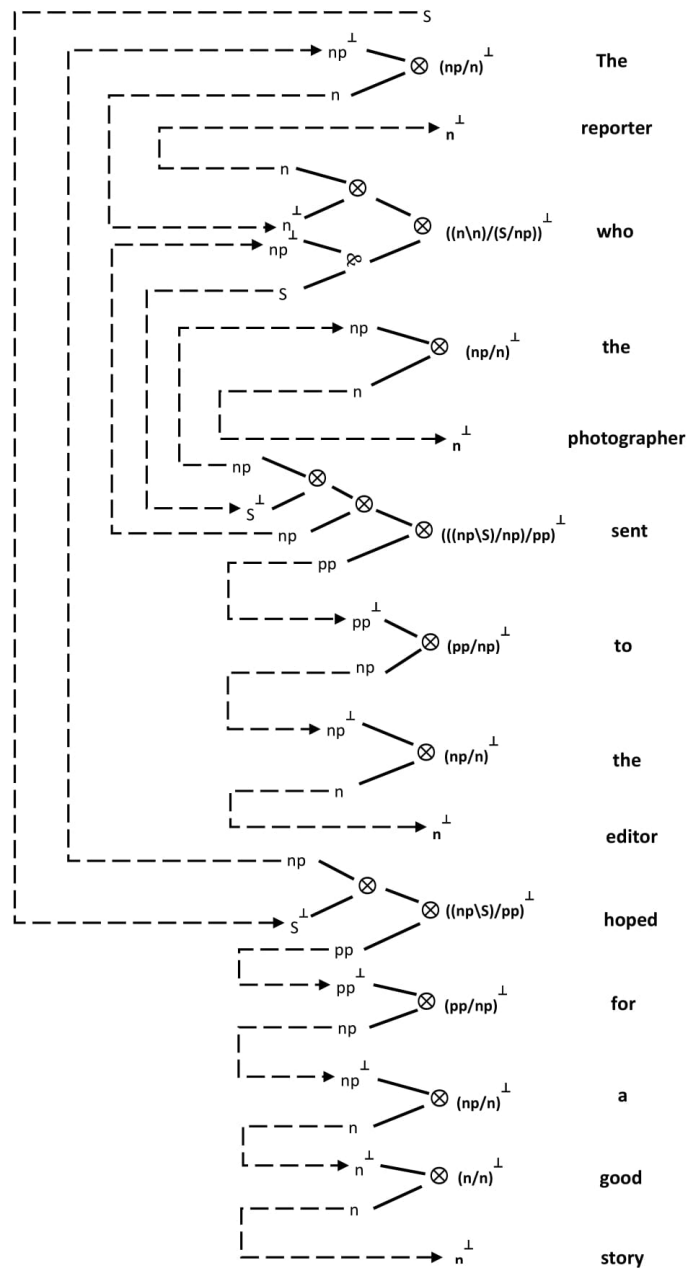 S
np⊥
⊗ (np/n)⊥ The
n
n⊥ reporter
n
⊗
n⊥
⊗ ((n\n)/(S/np))⊥ who
np⊥
⅋
S
np
⊗ (np/n)⊥ the
n
n⊥ photographer
np
⊗
S⊥
⊗
np
⊗ (((np\S)/np)/pp)⊥ sent
pp
pp⊥
⊗ (pp/np)⊥ to
np
np⊥
⊗ (np/n)⊥ the
n
n⊥ editor
np
⊗
S⊥
⊗ ((np\S)/pp)⊥ hoped
pp
pp⊥
⊗ (pp/np)⊥ for
np
np⊥
⊗ (np/n)⊥ a
n
n⊥
⊗ (n/n)⊥ good
n
n⊥ story